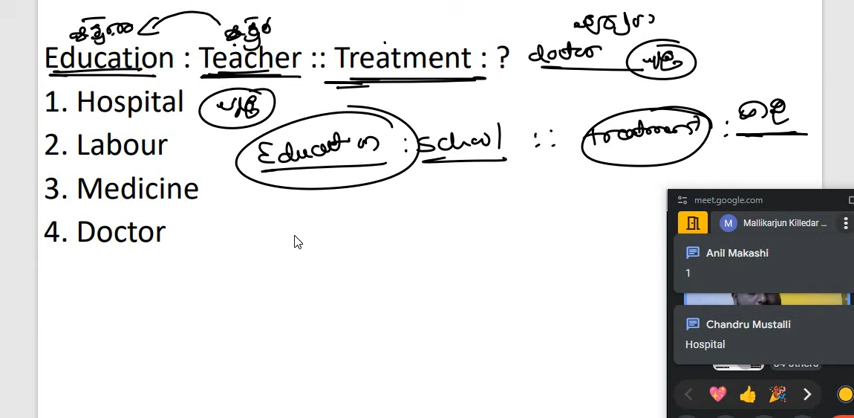 Education : Teacher :: Treatment : ?
doctor
1. Hospital
Education : school :: treatment :
2. Labour
3. Medicine
4. Doctor
meet.google.com
M Mallikarjun Killedar ...
Anil Makashi
1
Chandru Mustalli
Hospital